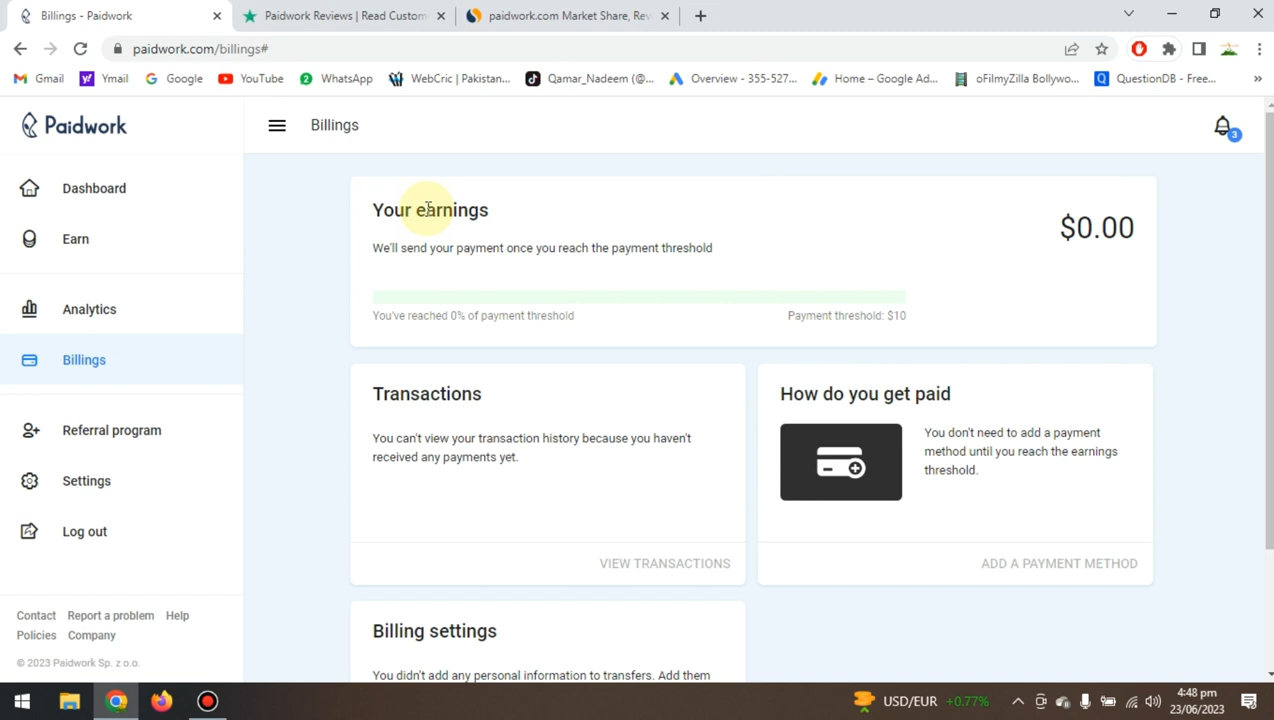 Billings - Paidwork
Paidwork Reviews | Read Custom
paidwork.com Market Share, Rev
paidwork.com/billings#
Gmail
Ymail
Google
YouTube
2 WhatsApp
WebCric | Pakistan...
Qamar_Nadeem (@...
Overview - 355-527...
Home – Google Ad...
oFilmyZilla Bollywo...
QuestionDB - Free...
»
Paidwork
Billings
3
Dashboard
Earn
Analytics
Billings
Referral program
Settings
Log out
Contact Report a problem Help
Policies Company
© 2023 Paidwork Sp. z o.o.
Your earnings
$0.00
We'll send your payment once you reach the payment threshold
You've reached 0% of payment threshold
Payment threshold: $10
Transactions
You can't view your transaction history because you haven't
received any payments yet.
VIEW TRANSACTIONS
How do you get paid
You don't need to add a payment
method until you reach the earnings
threshold.
ADD A PAYMENT METHOD
Billing settings
You didn't add any personal information to transfers. Add them
USD/EUR +0.77%
4:48 pm
23/06/2023